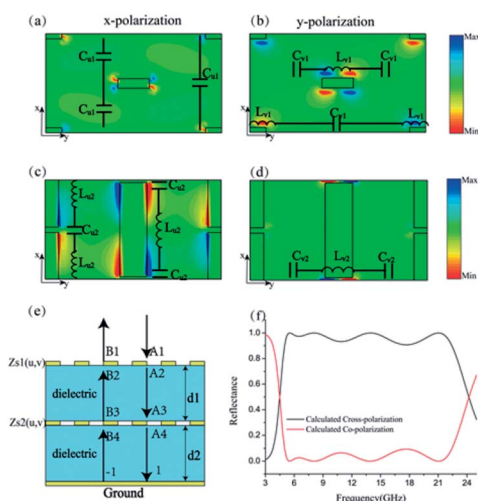 (a) x-polarization (b) y-polarization
Cu1 Cu1 Cu1 x y
Cv1 Lv1 Cv1 Lv1 Cv1 Lv1 x y
Max
Min
(c) (d)
Lu2 Cu2 Lu2 Cu2 Lu2 Cu2 x y
Cv2 Lv2 Cv2 x y
Max
Min
(e)
B1 A1
Zs1(u,v)
B2 A2
dielectric d1
B3 A3
Zs2(u,v)
B4 A4
dielectric d2
-1 1
Ground
(f)
1.0
0.8
0.6
0.4
0.2
0.0
Reflectance
Calculated Cross-polarization
Calculated Co-polarization
3 6 9 12 15 18 21 24
Frequency(GHz)